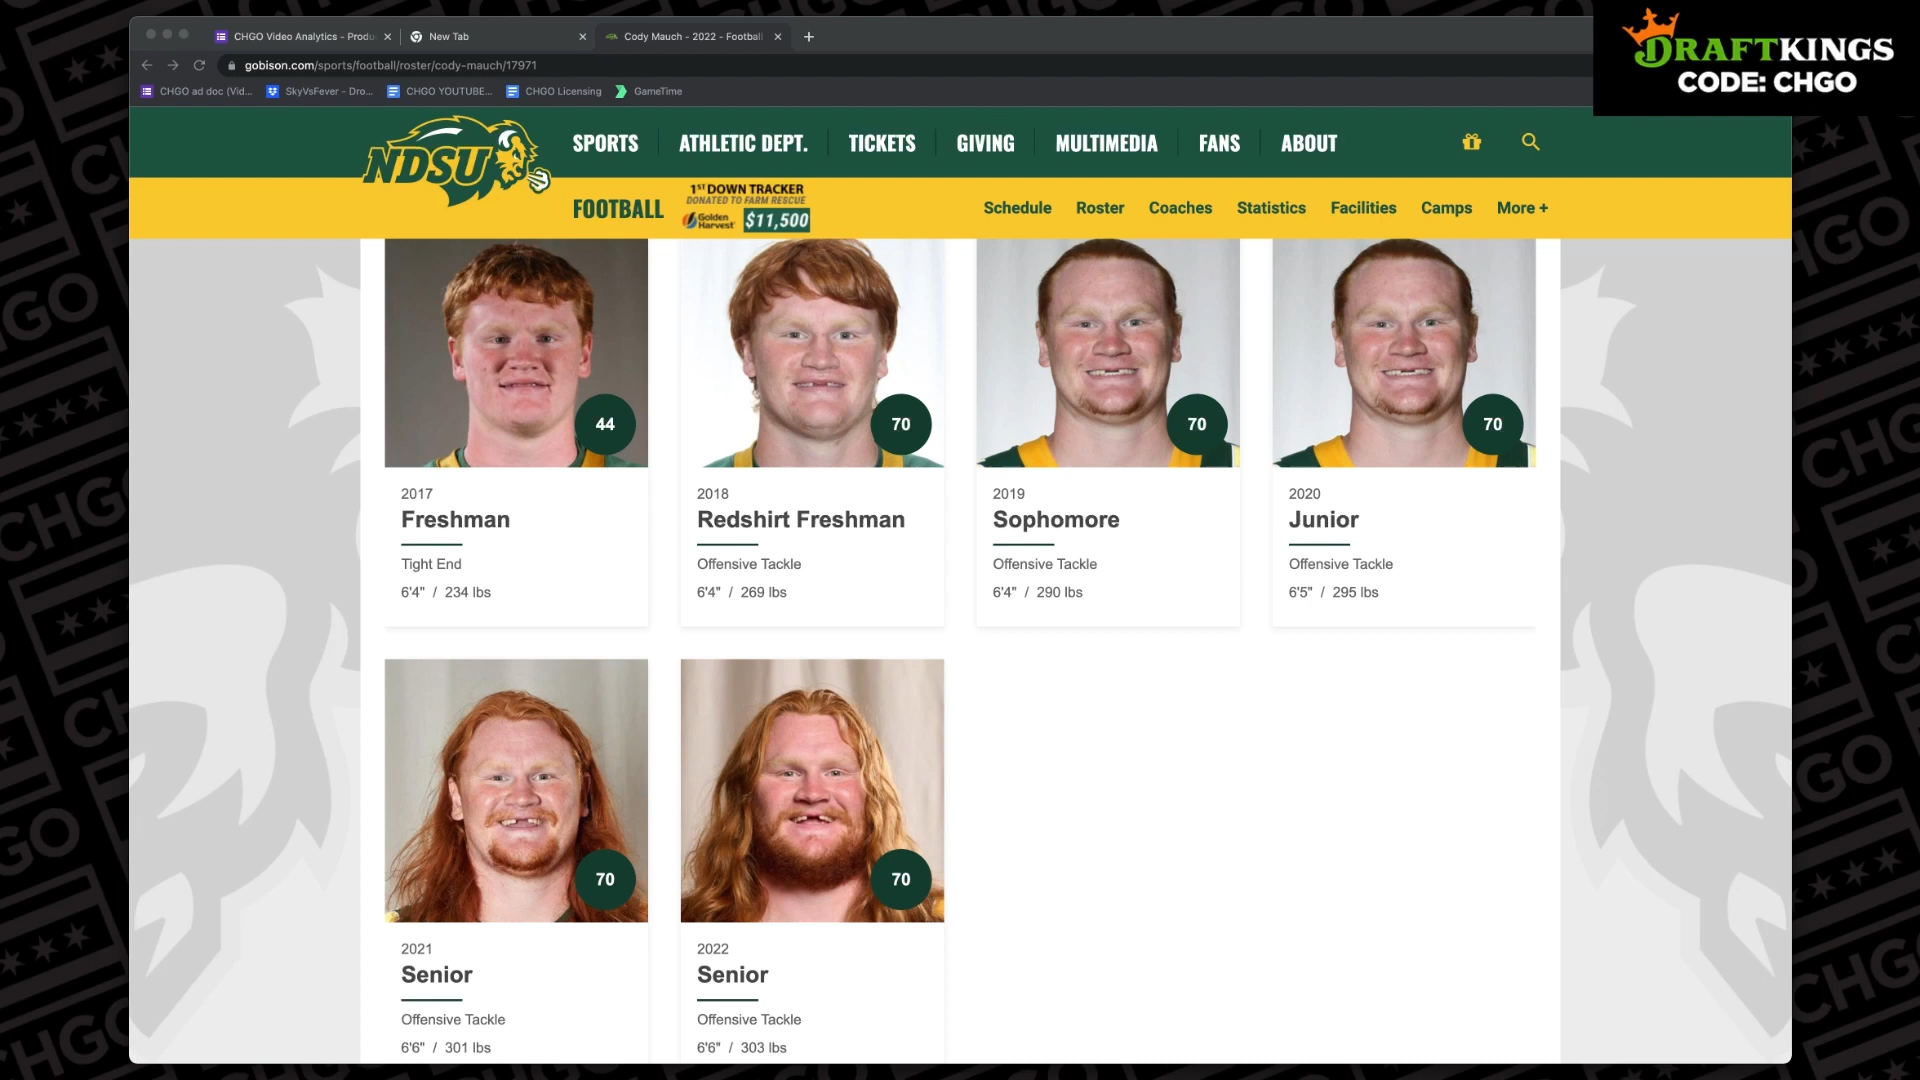 CHGO Video Analytics - Produ
New Tab
Cody Mauch - 2022 - Football
gobison.com/sports/football/roster/cody-mauch/17971
CHGO ad doc (Vid...
SkyVsFever - Dro...
CHGO YOUTUBE...
CHGO Licensing
GameTime
DRAFTKINGS
CODE: CHGO
NDSU
SPORTS
ATHLETIC DEPT.
TICKETS
GIVING
MULTIMEDIA
FANS
ABOUT
FOOTBALL
1ST DOWN TRACKER
DONATED TO FARM RESCUE
Golden Harvest $11,500
Schedule
Roster
Coaches
Statistics
Facilities
Camps
More +
44
2017
Freshman
Tight End
6'4" / 234 lbs
70
2018
Redshirt Freshman
Offensive Tackle
6'4" / 269 lbs
70
2019
Sophomore
Offensive Tackle
6'4" / 290 lbs
70
2020
Junior
Offensive Tackle
6'5" / 295 lbs
70
2021
Senior
Offensive Tackle
6'6" / 301 lbs
70
2022
Senior
Offensive Tackle
6'6" / 303 lbs
CHGO
CHGO
CHGO
CHGO